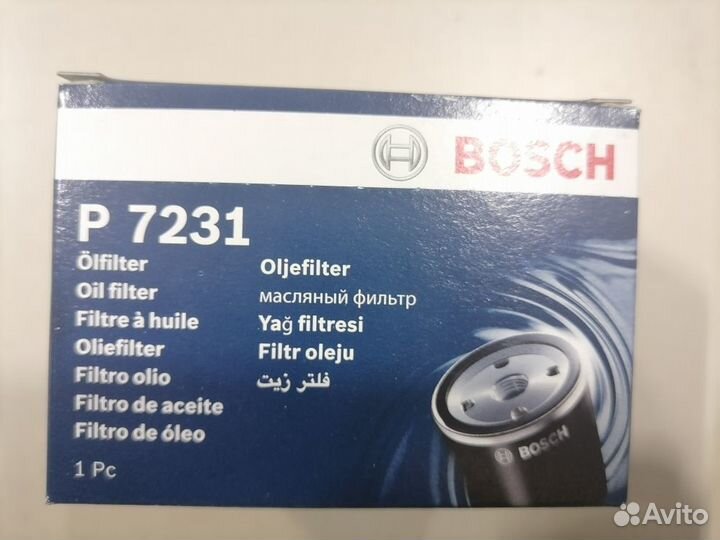 BOSCH
P 7231
Ölfilter
Oil filter
Filtre à huile
Oliefilter
Filtro olio
Filtro de aceite
Filtro de óleo
1 Pc
Oljefilter
масляный фильтр
Yağ filtresi
Filtr oleju
فلتر زيت
BOSCH
Avito